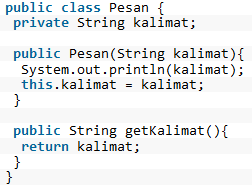 public class Pesan {
 private String kalimat;

 public Pesan(String kalimat){
  System.out.println(kalimat);
  this.kalimat = kalimat;
 }

 public String getKalimat(){
  return kalimat;
 }
}